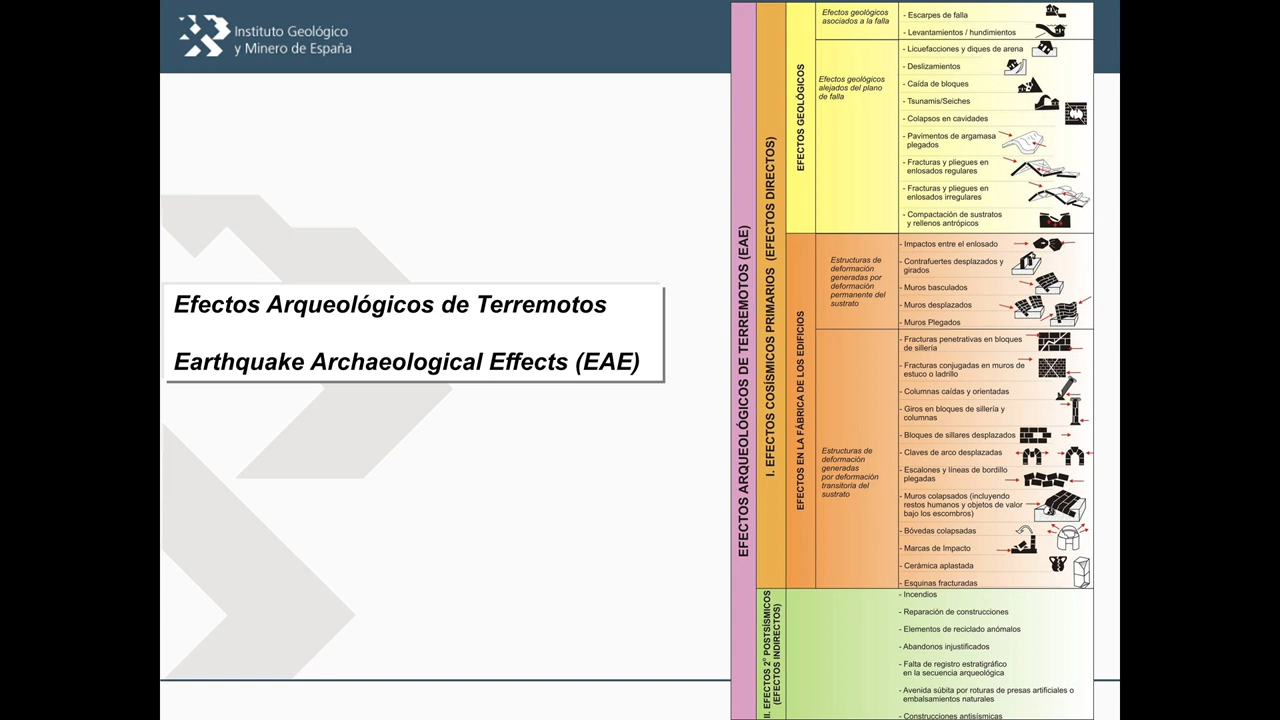 Instituto Geológico
y Minero de España
Efectos Arqueológicos de Terremotos
Earthquake Archaeological Effects (EAE)
EFECTOS ARQUEOLÓGICOS DE TERREMOTOS (EAE)
I. EFECTOS COSÍSMICOS PRIMARIOS (EFECTOS DIRECTOS)
EFECTOS GEOLÓGICOS
Efectos geológicos
asociados a la falla
- Escarpes de falla
- Levantamientos / hundimientos
Efectos geológicos
alejados del plano
de falla
- Licuefacciones y diques de arena
- Deslizamientos
- Caída de bloques
- Tsunamis/Seiches
- Colapsos en cavidades
- Pavimentos de argamasa
plegados
- Fracturas y pliegues en
enlosados regulares
- Fracturas y pliegues en
enlosados irregulares
- Compactación de sustratos
y rellenos antrópicos
EFECTOS EN LA FÁBRICA DE LOS EDIFICIOS
Estructuras de
deformación
generadas por
deformación
permanente del
sustrato
- Impactos entre el enlosado
- Contrafuertes desplazados y
girados
- Muros basculados
- Muros desplazados
- Muros Plegados
Estructuras de
deformación
generadas
por deformación
transitoria del
sustrato
- Fracturas penetrativas en bloques
de sillería
- Fracturas conjugadas en muros de
estuco o ladrillo
- Columnas caídas y orientadas
- Giros en bloques de sillería y
columnas
- Bloques de sillares desplazados
- Claves de arco desplazadas
- Escalones y líneas de bordillo
plegadas
- Muros colapsados (incluyendo
restos humanos y objetos de valor
bajo los escombros)
- Bóvedas colapsadas
- Marcas de Impacto
- Cerámica aplastada
- Esquinas fracturadas
II. EFECTOS 2º POSTSÍSMICOS
(EFECTOS INDIRECTOS)
- Incendios
- Reparación de construcciones
- Elementos de reciclado anómalos
- Abandonos injustificados
- Falta de registro estratigráfico
en la secuencia arqueológica
- Avenida súbita por roturas de presas artificiales o
embalsamientos naturales
- Construcciones antisísmicas